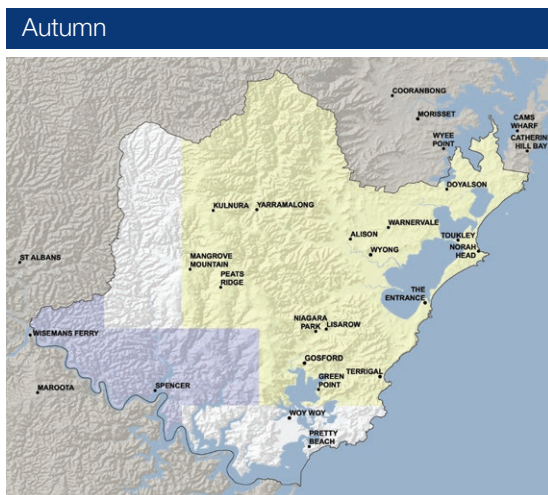 Autumn
COORANBONG
MORISSET
CAMS
WHARF
WYEE
POINT
CATHERIN
HILL BAY
DOYALSON
KULNURA
YARRAMALONG
WARNERVALE
ALISON
TOUKLEY
WYONG
NORAH
HEAD
ST ALBANS
MANGROVE
MOUNTAIN
PEATS
RIDGE
THE
ENTRANCE
NIAGARA
PARK
LISAROW
WISEMANS FERRY
GOSFORD
GREEN
POINT
TERRIGAL
MAROOTA
SPENCER
WOY WOY
PRETTY
BEACH